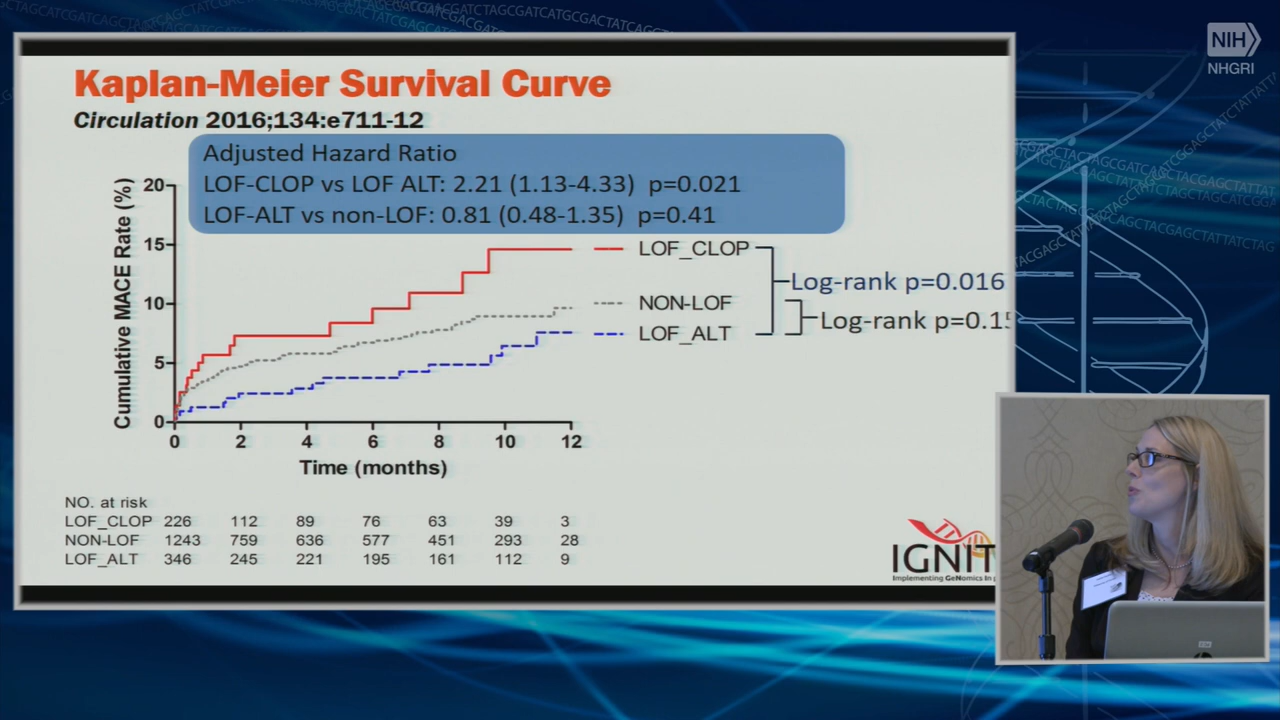 NIH
NHGRI
Kaplan-Meier Survival Curve
Circulation 2016;134:e711-12
Adjusted Hazard Ratio
LOF-CLOP vs LOF ALT: 2.21 (1.13-4.33) p=0.021
LOF-ALT vs non-LOF: 0.81 (0.48-1.35) p=0.41
Cumulative MACE Rate (%)
20
15
10
5
0
0 2 4 6 8 10 12
Time (months)
LOF_CLOP
NON-LOF
LOF_ALT
Log-rank p=0.016
Log-rank p=0.15
NO. at risk
LOF_CLOP 226 112 89 76 63 39 3
NON-LOF 1243 759 636 577 451 293 28
LOF_ALT 346 245 221 195 161 112 9
IGNIT
Implementing GeNomics In p